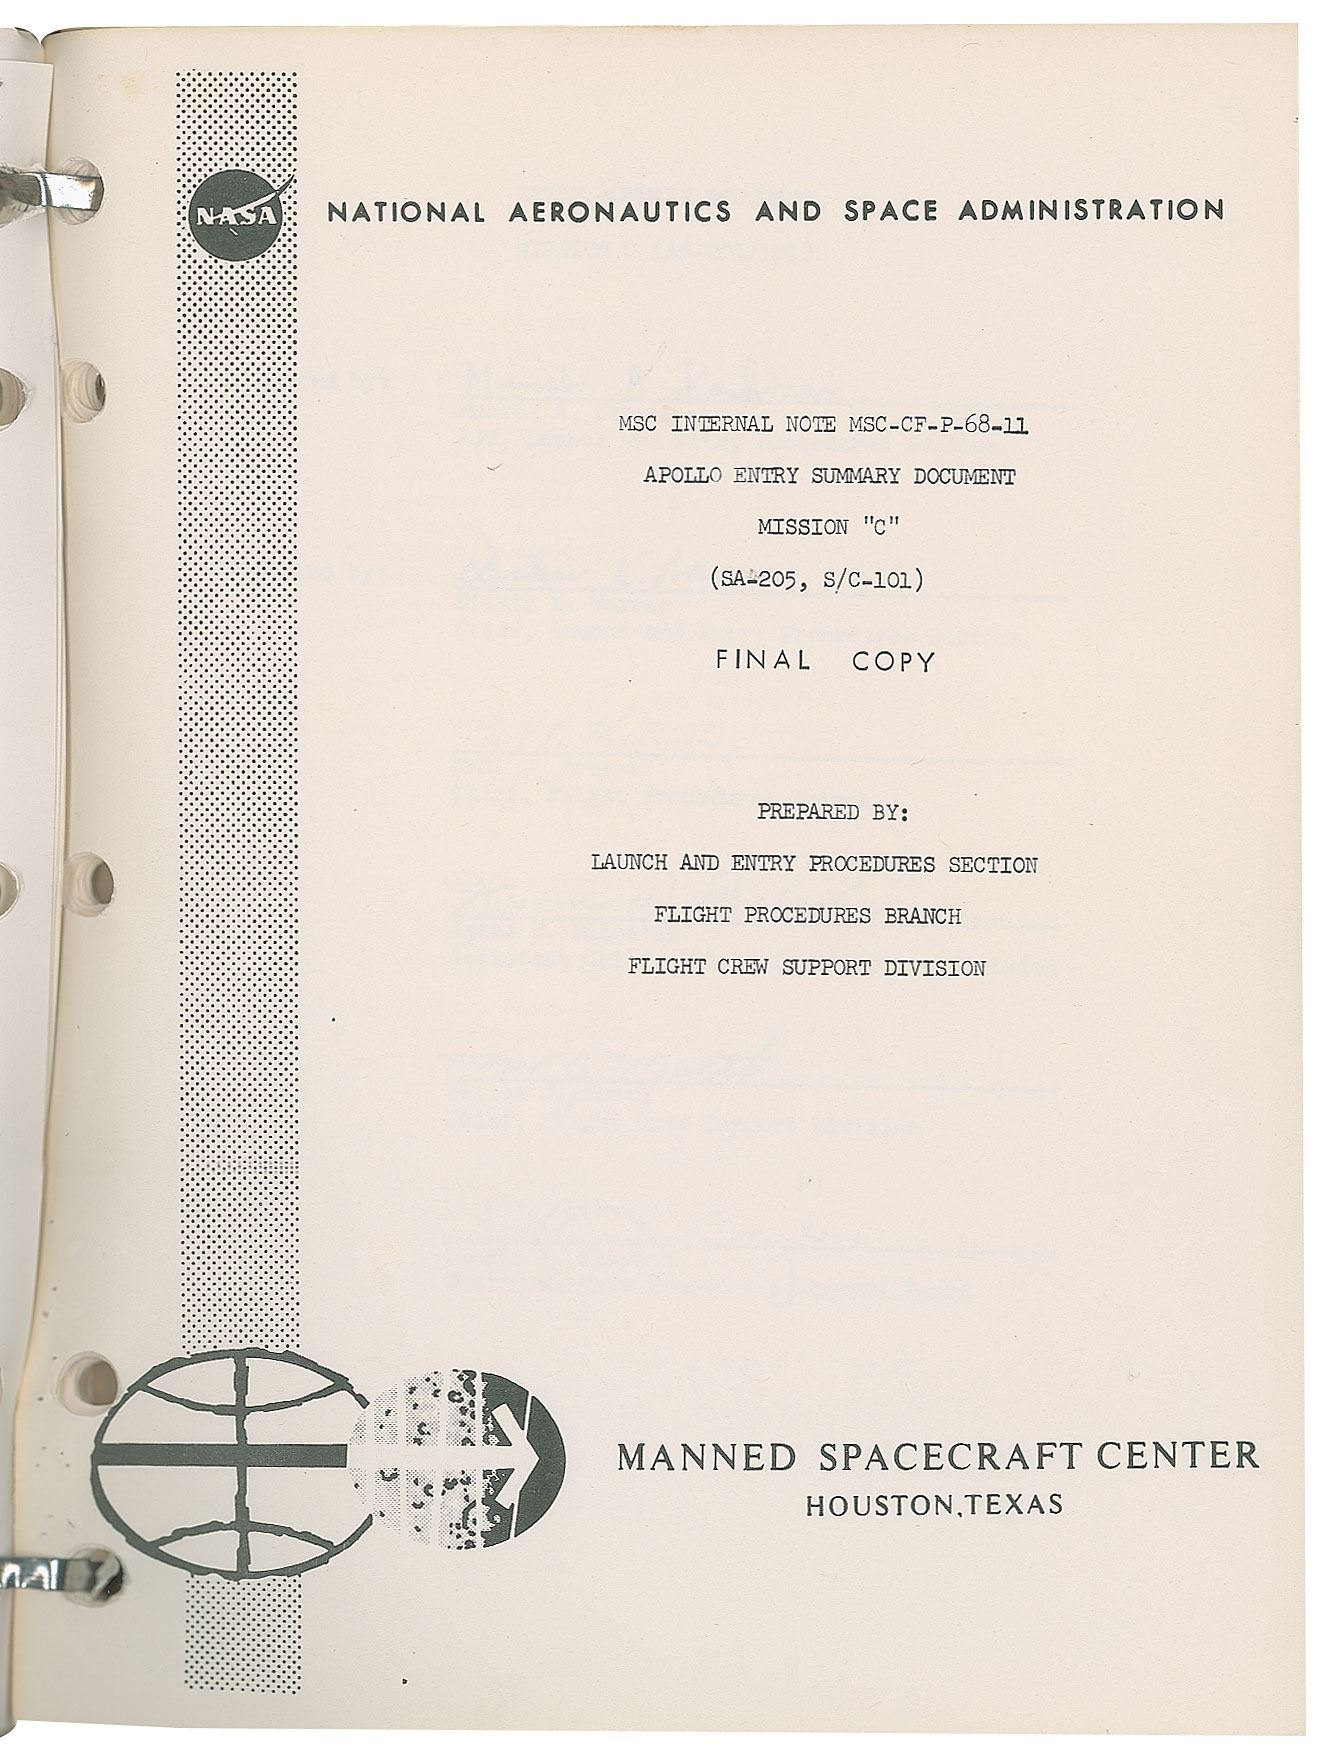 NASA
NATIONAL AERONAUTICS AND SPACE ADMINISTRATION
MSC INTERNAL NOTE MSC-CF-P-68-11
APOLLO ENTRY SUMMARY DOCUMENT
MISSION "C"
(SA-205, S/C-101)
FINAL COPY
PREPARED BY:
LAUNCH AND ENTRY PROCEDURES SECTION
FLIGHT PROCEDURES BRANCH
FLIGHT CREW SUPPORT DIVISION
MANNED SPACECRAFT CENTER
HOUSTON, TEXAS